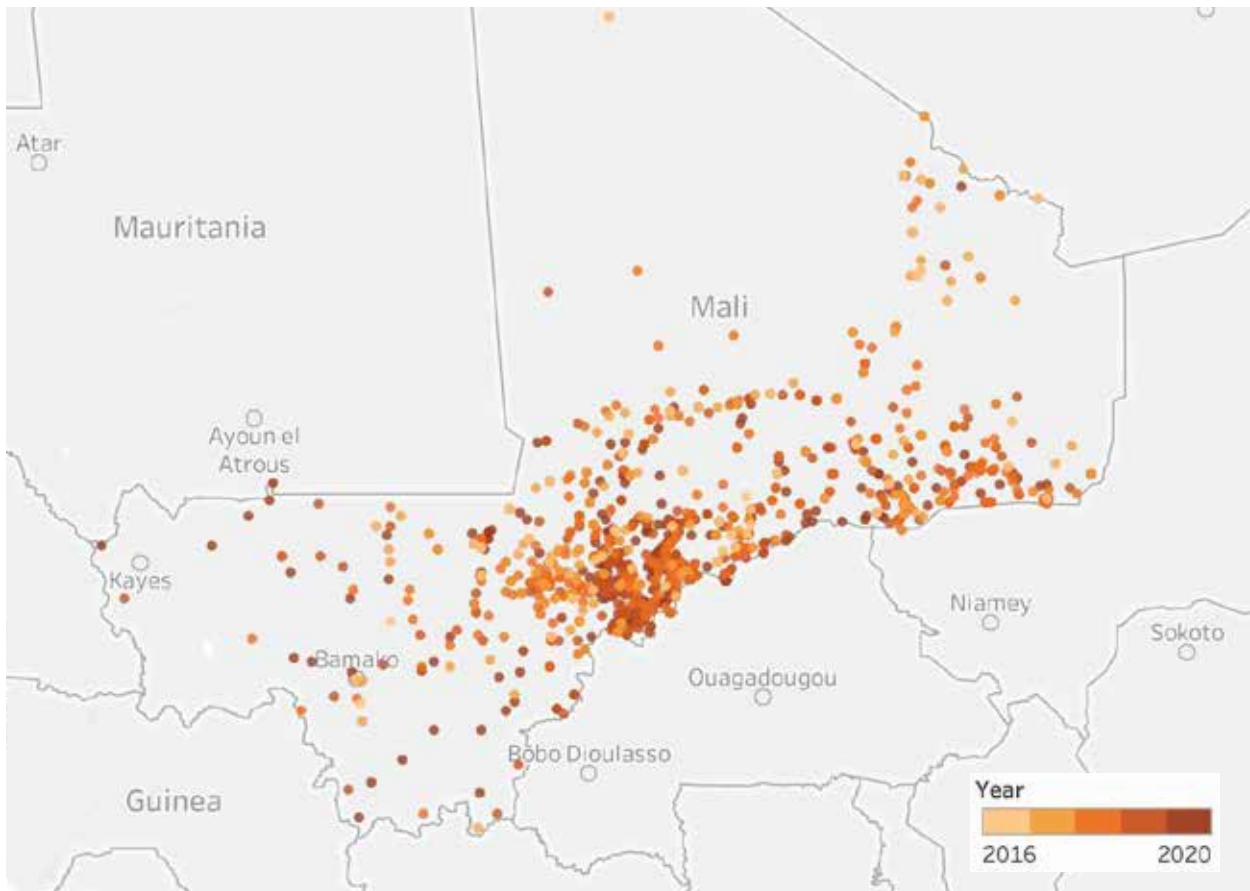 Atar
Mauritania
Mali
Ayoun el
Atrous
Kayes
Niamey
Sokoto
Bamako
Ouagadougou
Bobo Dioulasso
Guinea
Year
2016
2020